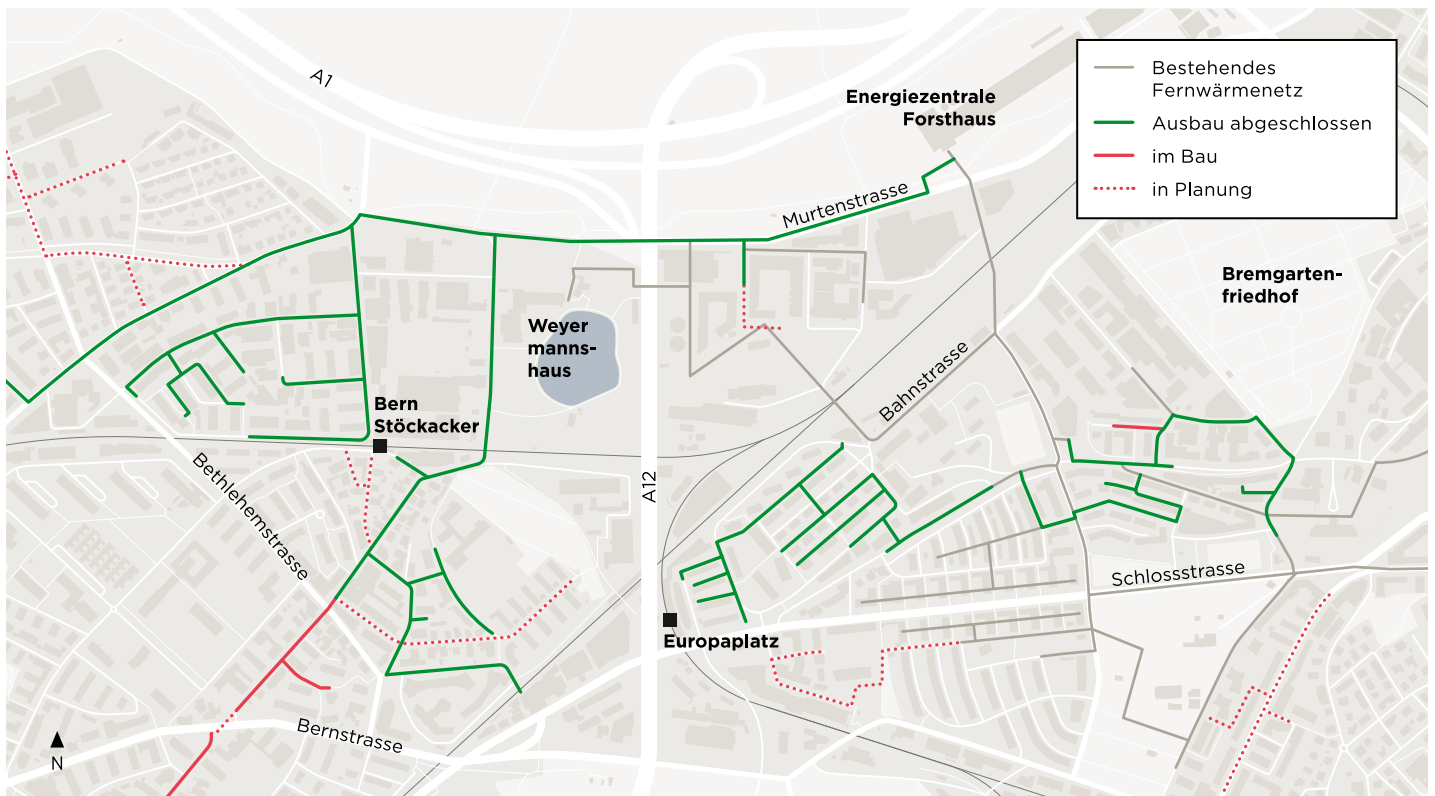 A1
Energiezentrale
Forsthaus
Bestehendes
Fernwärmenetz
Ausbau abgeschlossen
im Bau
in Planung
Murtenstrasse
Bremgarten-
friedhof
Weyer
manns-
haus
Bahnstrasse
Bern
Stöckacker
Bethlehemstrasse
A12
Schlossstrasse
Europaplatz
Bernstrasse
N